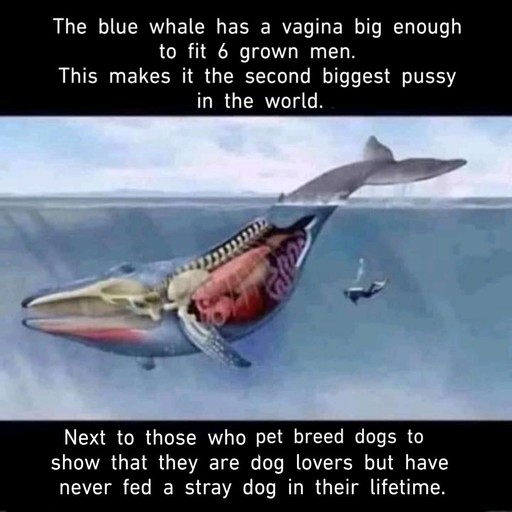 The blue whale has a vagina big enough
to fit 6 grown men.
This makes it the second biggest pussy
in the world.
Next to those who pet breed dogs to
show that they are dog lovers but have
never fed a stray dog in their lifetime.